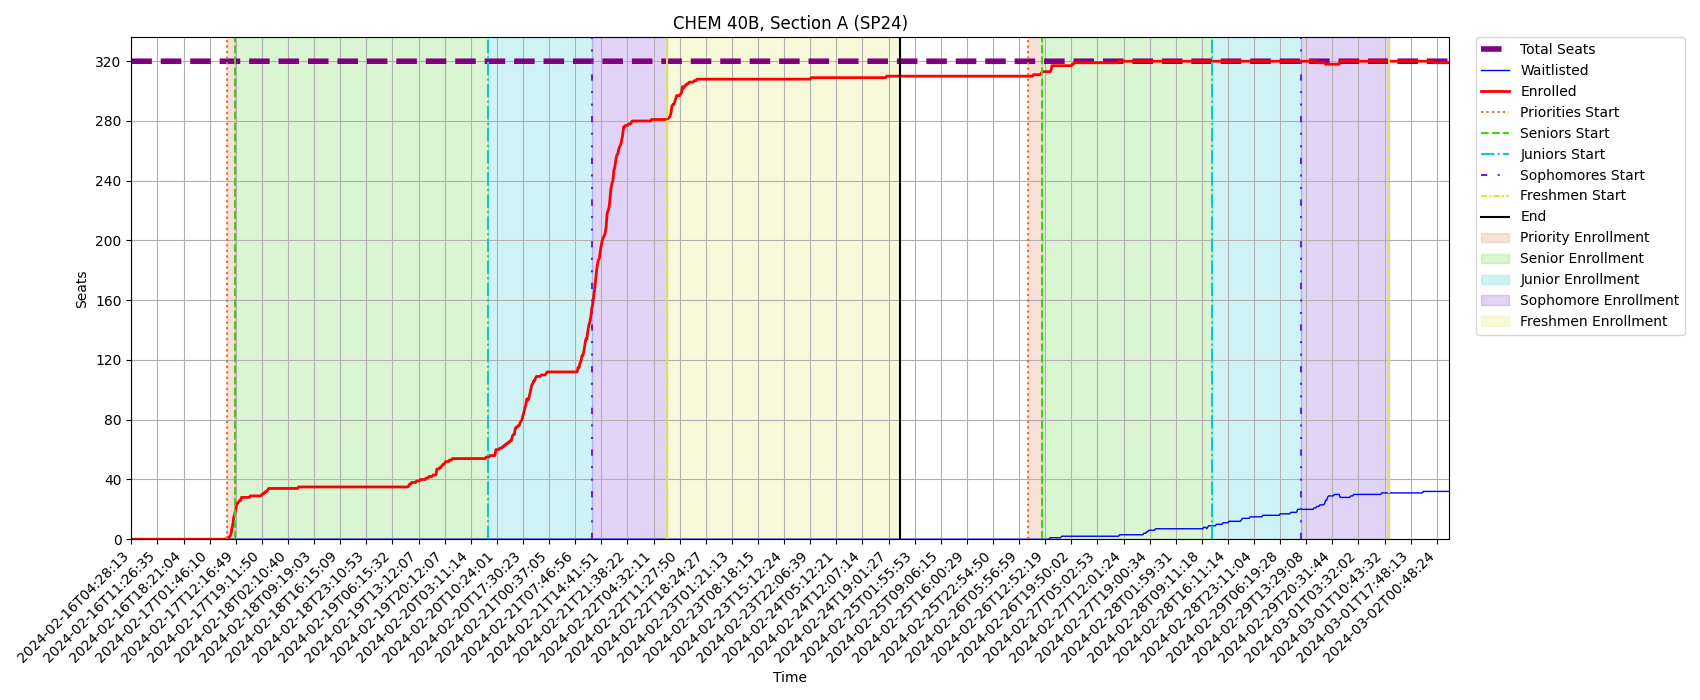 CHEM 40B, Section A (SP24)
Seats
320
280
240
200
160
120
80
40
0
2024-02-16T04:28:13
2024-02-16T11:26:35
2024-02-16T18:21:04
2024-02-17T01:46:10
2024-02-17T12:16:49
2024-02-17T19:11:50
2024-02-18T02:10:40
2024-02-18T09:19:03
2024-02-18T16:15:09
2024-02-18T23:10:53
2024-02-19T06:15:32
2024-02-19T13:12:07
2024-02-19T20:12:07
2024-02-20T03:11:14
2024-02-20T10:24:01
2024-02-20T17:30:23
2024-02-21T00:37:05
2024-02-21T07:46:56
2024-02-21T14:41:51
2024-02-21T21:38:22
2024-02-22T04:32:11
2024-02-22T11:27:50
2024-02-22T18:24:27
2024-02-23T01:21:13
2024-02-23T08:18:15
2024-02-23T15:12:24
2024-02-23T22:06:39
2024-02-24T05:12:21
2024-02-24T12:07:14
2024-02-24T19:01:27
2024-02-25T01:55:53
2024-02-25T09:06:15
2024-02-25T16:00:29
2024-02-25T22:54:50
2024-02-26T05:56:59
2024-02-26T12:52:19
2024-02-26T19:50:02
2024-02-27T05:02:53
2024-02-27T12:01:24
2024-02-27T19:00:34
2024-02-28T01:59:31
2024-02-28T09:11:18
2024-02-28T16:11:14
2024-02-28T23:11:04
2024-02-29T06:19:28
2024-02-29T13:29:08
2024-02-29T20:31:44
2024-03-01T03:32:02
2024-03-01T10:43:32
2024-03-01T17:48:13
2024-03-02T00:48:24
Time
Total Seats
Waitlisted
Enrolled
Priorities Start
Seniors Start
Juniors Start
Sophomores Start
Freshmen Start
End
Priority Enrollment
Senior Enrollment
Junior Enrollment
Sophomore Enrollment
Freshmen Enrollment